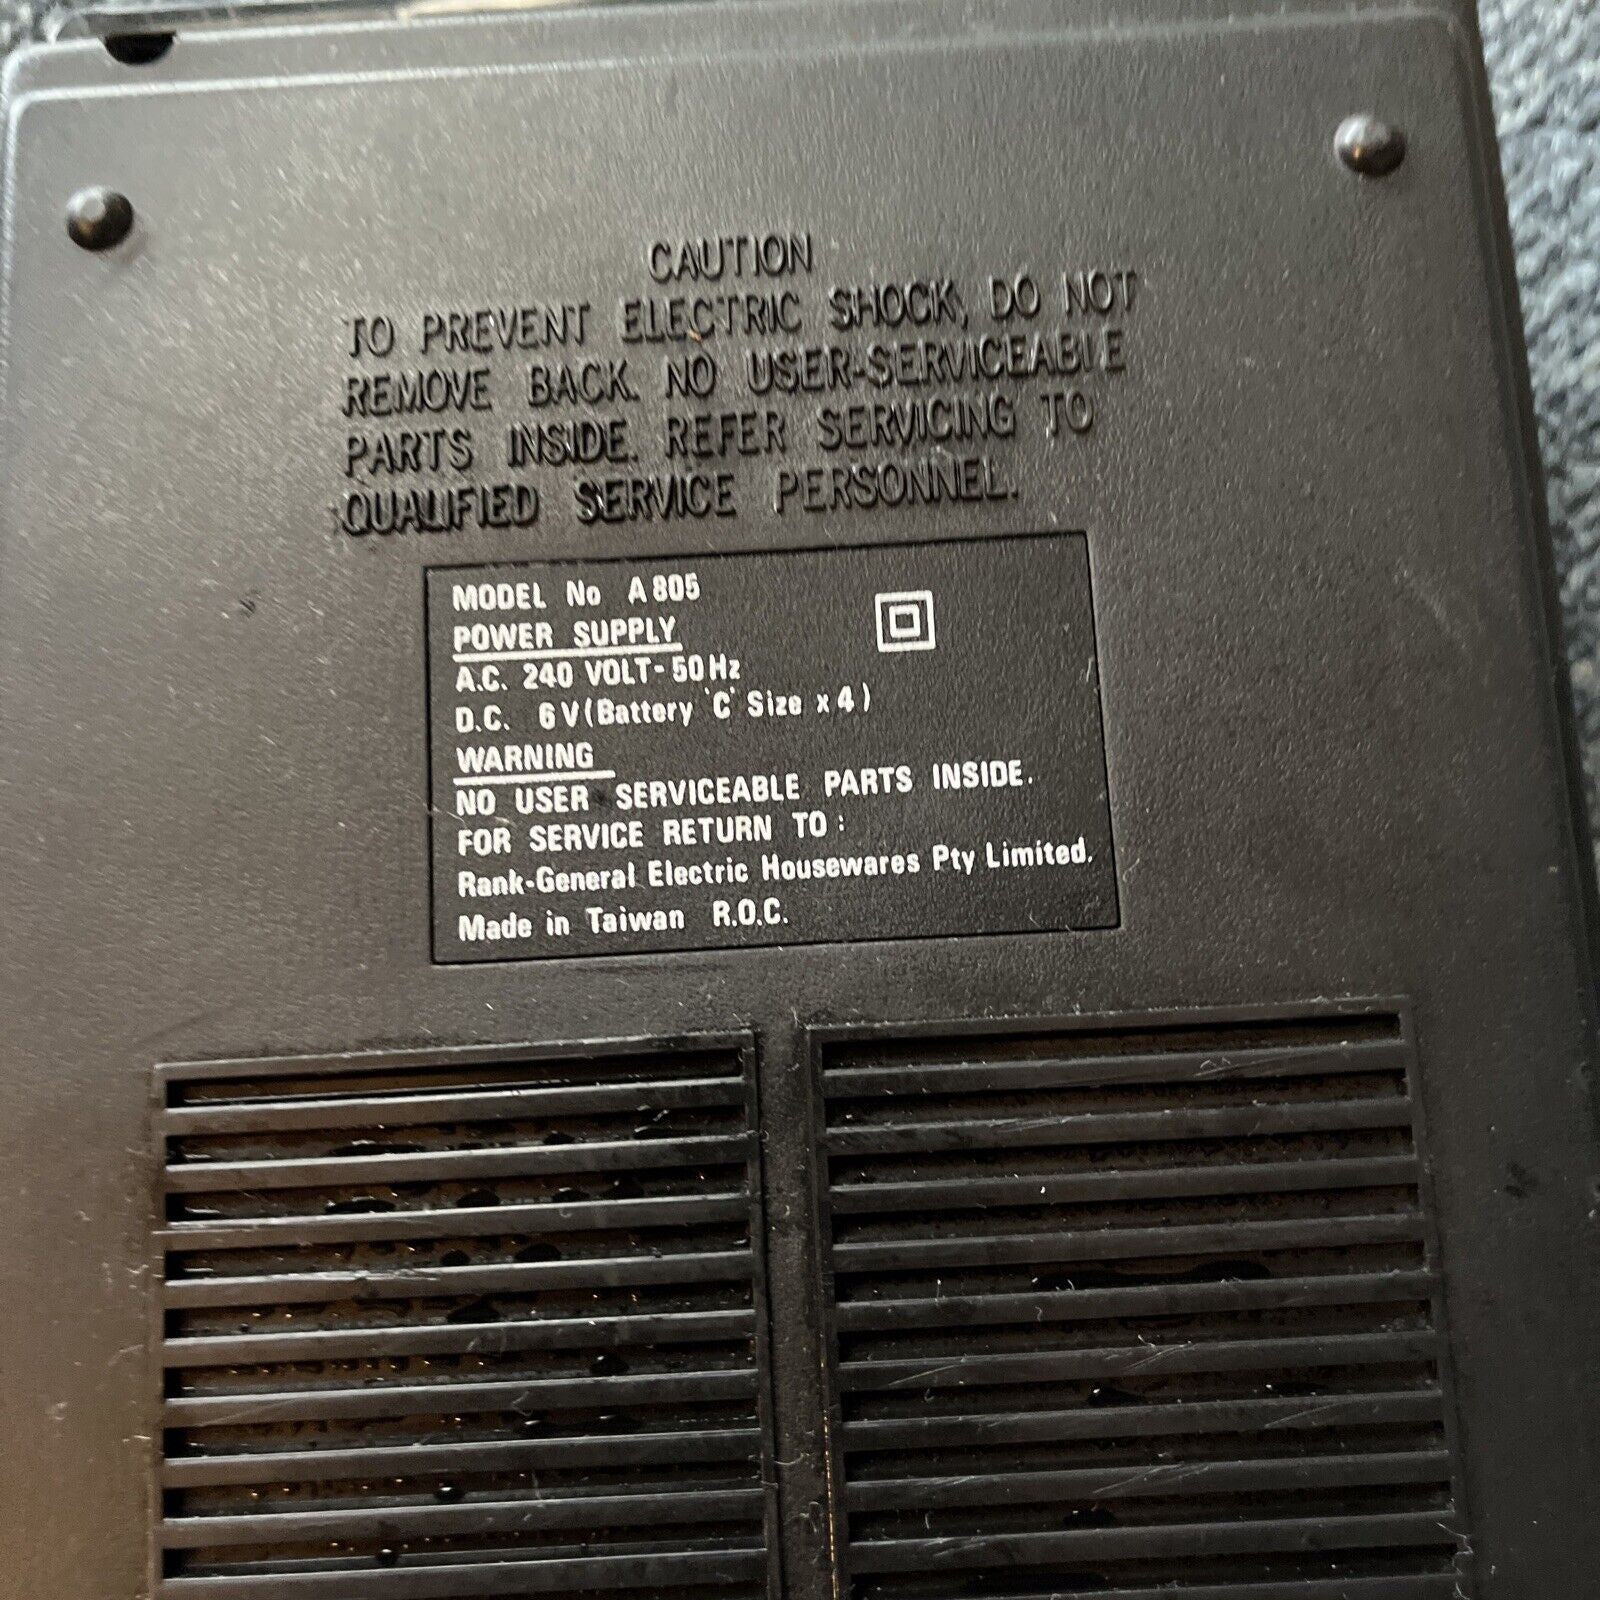 CAUTION
TO PREVENT ELECTRIC SHOCK, DO NOT
REMOVE BACK. NO USER-SERVICEABLE
PARTS INSIDE. REFER SERVICING TO
QUALIFIED SERVICE PERSONNEL.
MODEL No A805
POWER SUPPLY
A.C. 240 VOLT-50Hz
D.C. 6V(Battery 'C' Size x4)
WARNING
NO USER SERVICEABLE PARTS INSIDE.
FOR SERVICE RETURN TO:
Rank-General Electric Housewares Pty Limited.
Made in Taiwan R.O.C.